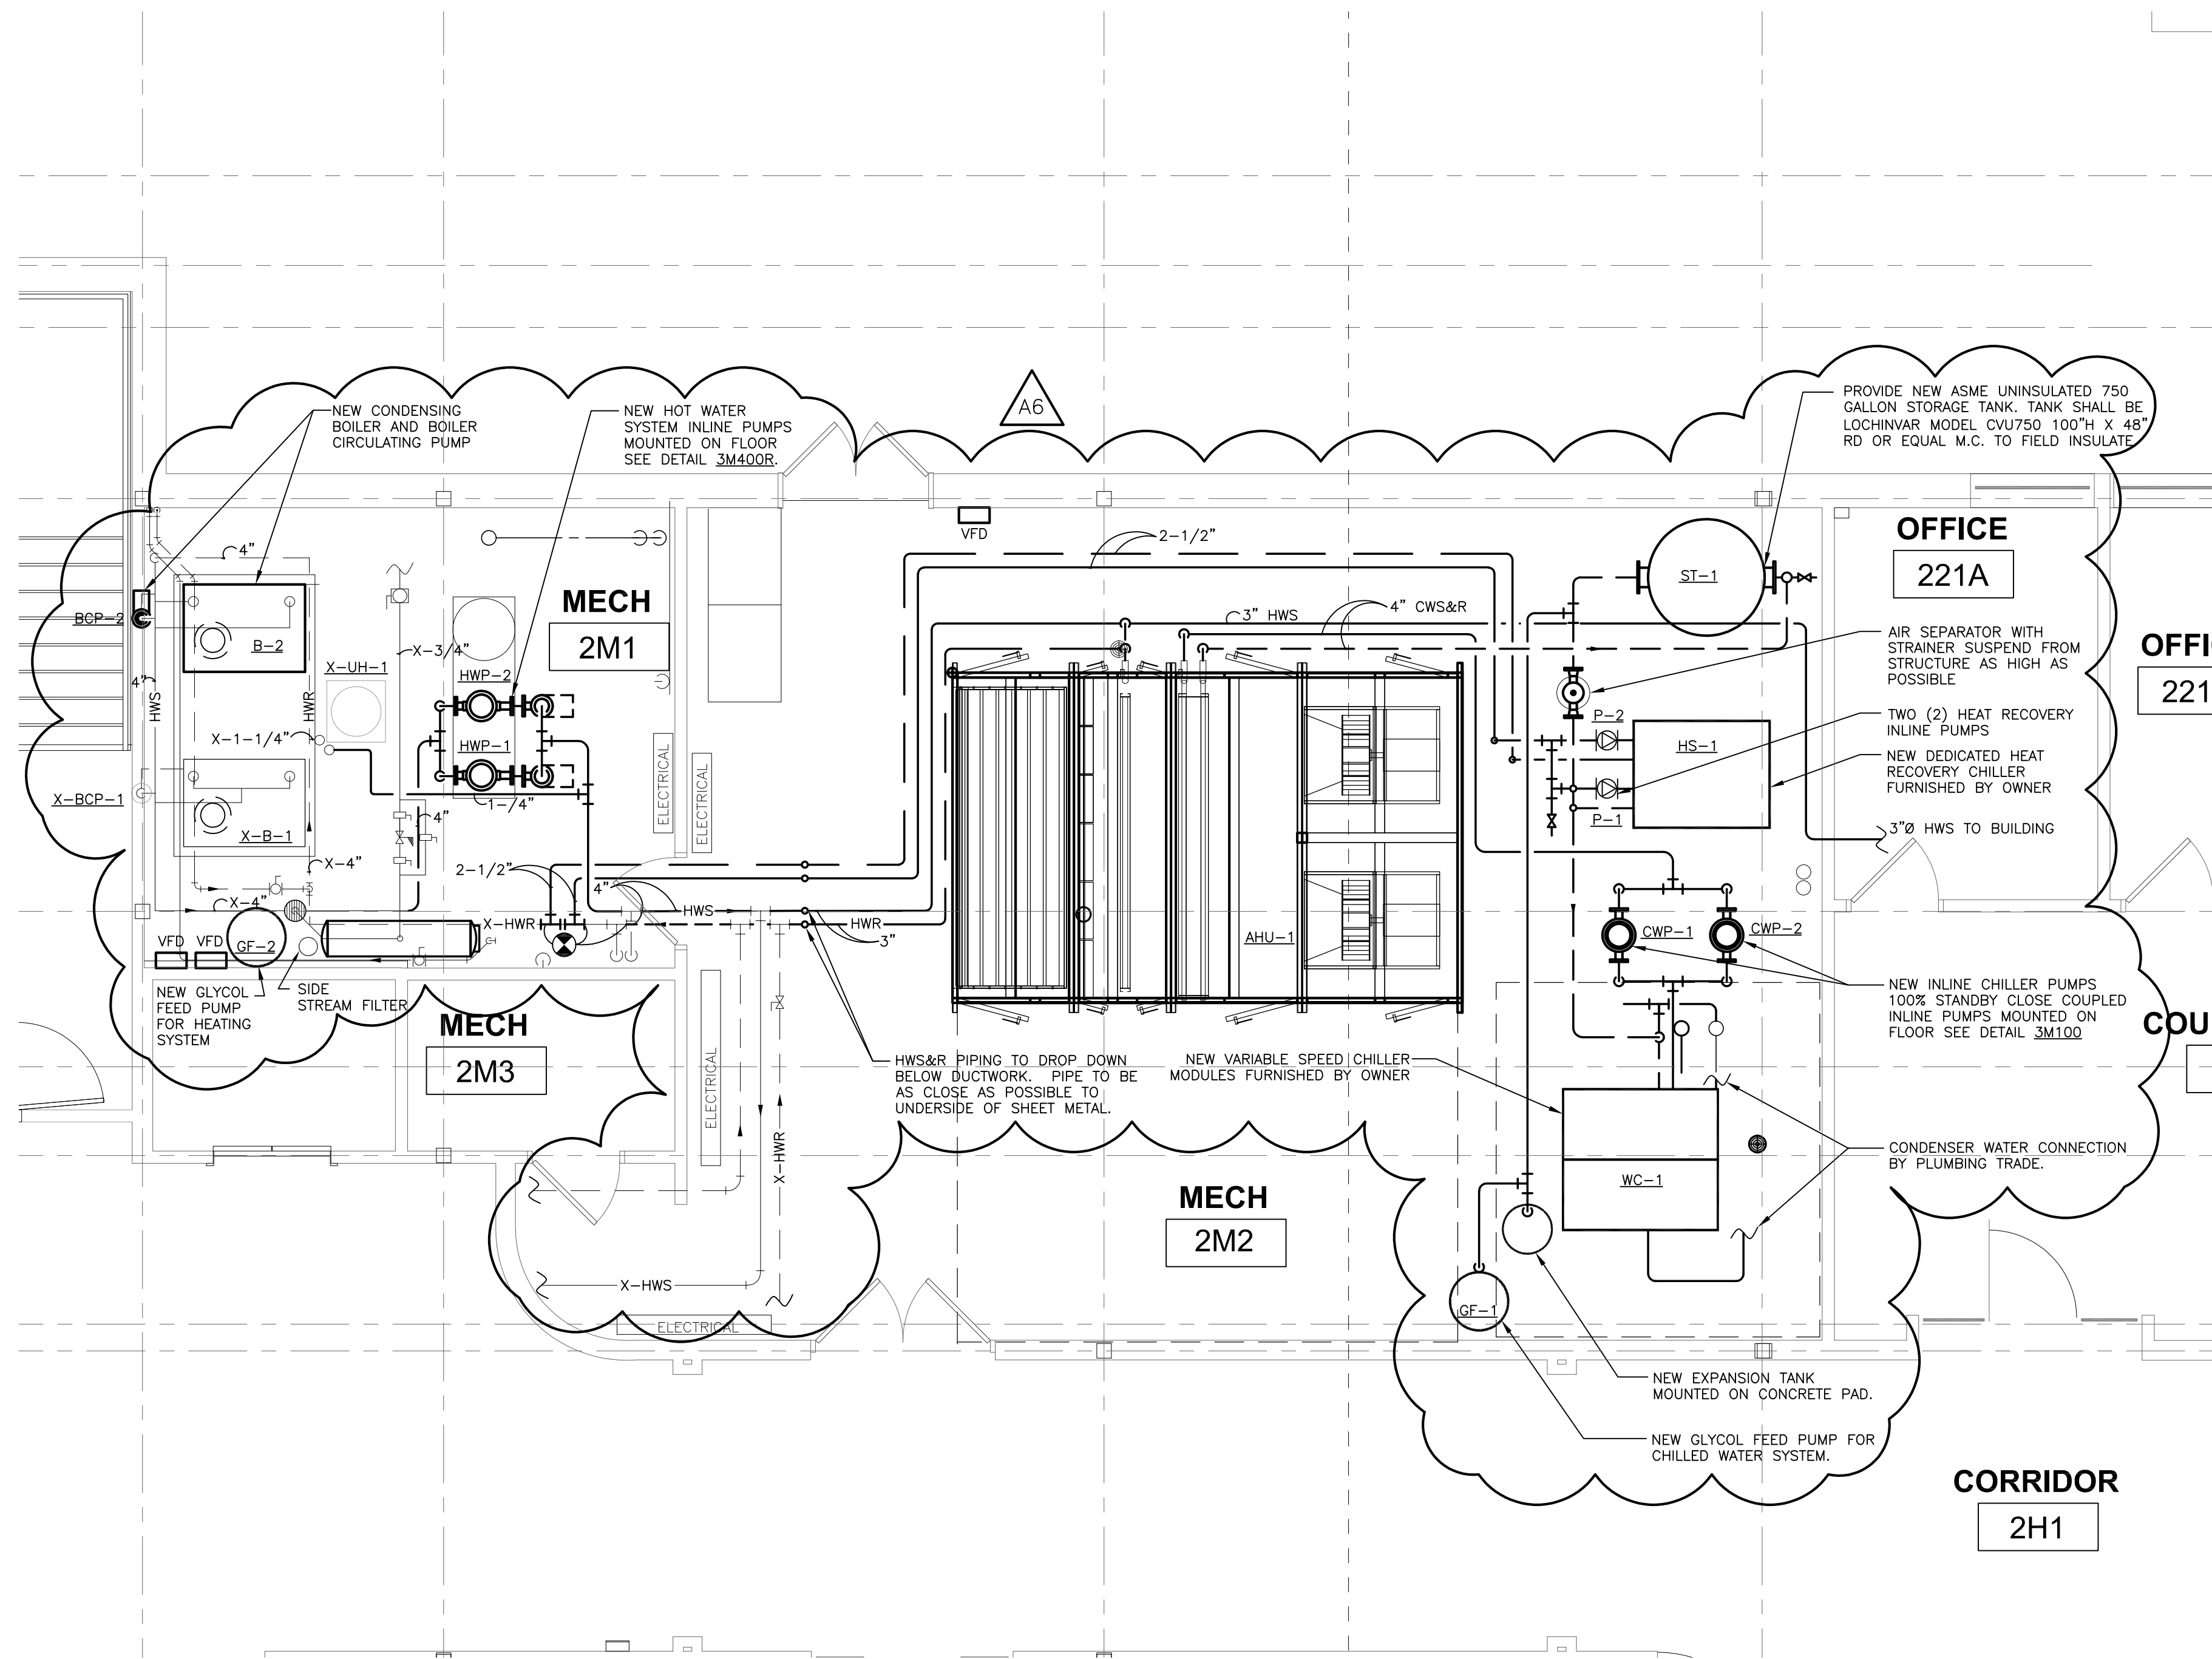 A6
NEW CONDENSING
BOILER AND BOILER
CIRCULATING PUMP
NEW HOT WATER
SYSTEM INLINE PUMPS
MOUNTED ON FLOOR
SEE DETAIL 3M400R.
PROVIDE NEW ASME UNINSULATED 750
GALLON STORAGE TANK. TANK SHALL BE
LOCHINVAR MODEL CVU750 100"H X 48"
RD OR EQUAL M.C. TO FIELD INSULATE
VFD
2-1/2"
OFFICE
221A
4"
MECH
2M1
ST-1
BCP-2
B-2
X-UH-1
X-3/4"
3" HWS
4" CWS&R
AIR SEPARATOR WITH
STRAINER SUSPEND FROM
STRUCTURE AS HIGH AS
POSSIBLE
OFFI
221
4"
HWS
HWR
HWP-2
X-1-1/4"
HWP-1
1-/4"
ELECTRICAL
ELECTRICAL
P-2
HS-1
TWO (2) HEAT RECOVERY
INLINE PUMPS
NEW DEDICATED HEAT
RECOVERY CHILLER
FURNISHED BY OWNER
X-BCP-1
X-B-1
4"
P-1
3"Ø HWS TO BUILDING
X-4"
2-1/2"
4"
X-4"
X-HWR
HWS
HWR
3"
AHU-1
CWP-1
CWP-2
VFD
VFD
GF-2
NEW GLYCOL
FEED PUMP
FOR HEATING
SYSTEM
SIDE
STREAM FILTER
NEW INLINE CHILLER PUMPS
100% STANDBY CLOSE COUPLED
INLINE PUMPS MOUNTED ON
FLOOR SEE DETAIL 3M100
COU
MECH
2M3
ELECTRICAL
HWS&R PIPING TO DROP DOWN
BELOW DUCTWORK. PIPE TO BE
AS CLOSE AS POSSIBLE TO
UNDERSIDE OF SHEET METAL.
NEW VARIABLE SPEED CHILLER
MODULES FURNISHED BY OWNER
X-HWR
CONDENSER WATER CONNECTION
BY PLUMBING TRADE.
WC-1
MECH
2M2
X-HWS
ELECTRICAL
GF-1
NEW EXPANSION TANK
MOUNTED ON CONCRETE PAD.
NEW GLYCOL FEED PUMP FOR
CHILLED WATER SYSTEM.
CORRIDOR
2H1